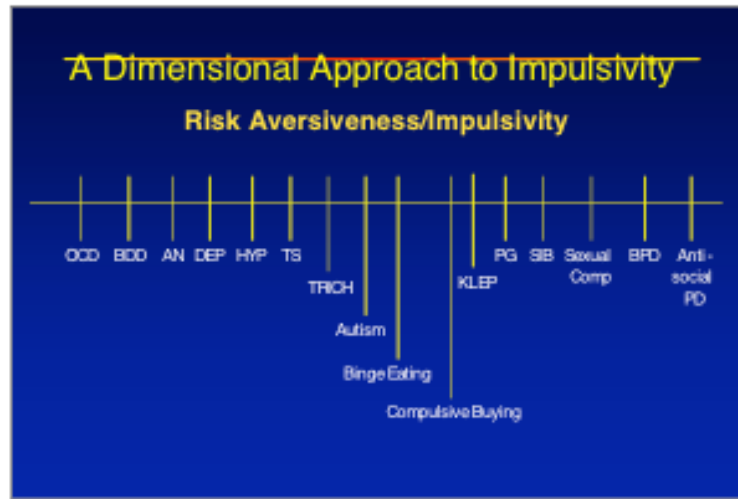 A Dimensional Approach to Impulsivity
Risk Aversiveness/Impulsivity
OCD BDD AN DEP HYP TS TRICH Autism Binge Eating Compulsive Buying KLEP PG SIB Sexual Comp BPD Anti-social PD